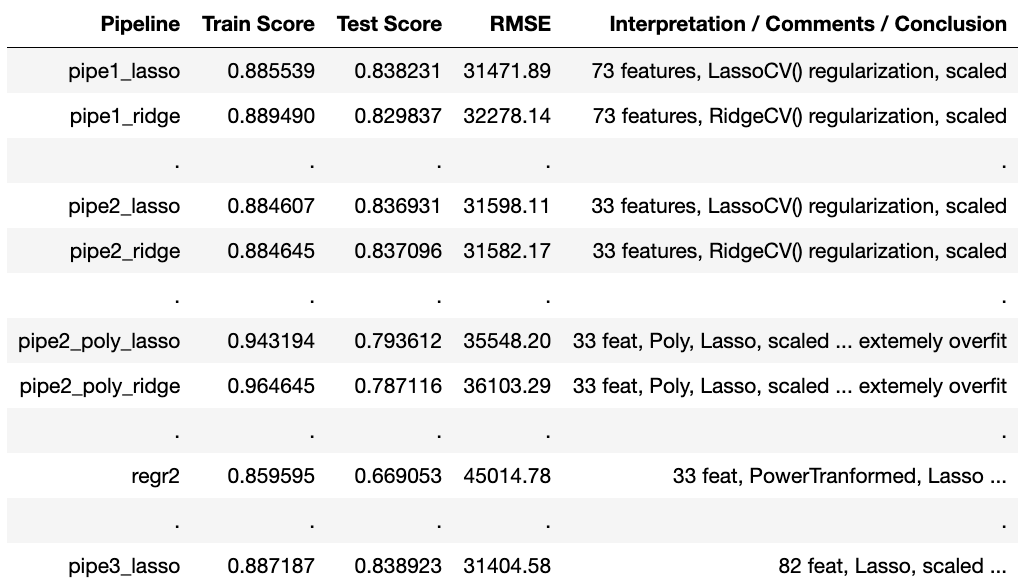 Pipeline Train Score Test Score RMSE Interpretation / Comments / Conclusion
pipe1_lasso 0.885539 0.838231 31471.89 73 features, LassoCV() regularization, scaled
pipe1_ridge 0.889490 0.829837 32278.14 73 features, RidgeCV() regularization, scaled
. . . . .
pipe2_lasso 0.884607 0.836931 31598.11 33 features, LassoCV() regularization, scaled
pipe2_ridge 0.884645 0.837096 31582.17 33 features, RidgeCV() regularization, scaled
. . . . .
pipe2_poly_lasso 0.943194 0.793612 35548.20 33 feat, Poly, Lasso, scaled ... extemely overfit
pipe2_poly_ridge 0.964645 0.787116 36103.29 33 feat, Poly, Lasso, scaled ... extemely overfit
. . . . .
regr2 0.859595 0.669053 45014.78 33 feat, PowerTranformed, Lasso ...
. . . . .
pipe3_lasso 0.887187 0.838923 31404.58 82 feat, Lasso, scaled ...